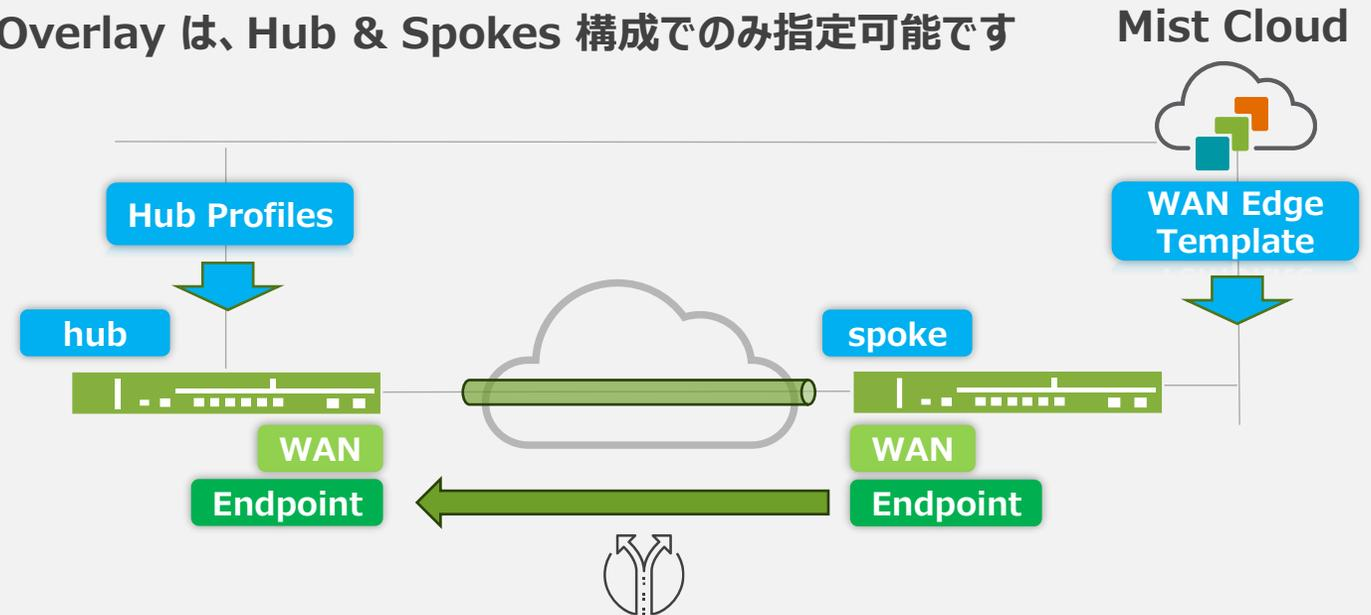 Overlay は、Hub & Spokes 構成でのみ指定可能です
Mist Cloud
Hub Profiles
WAN Edge
Template
hub
spoke
WAN
WAN
Endpoint
Endpoint